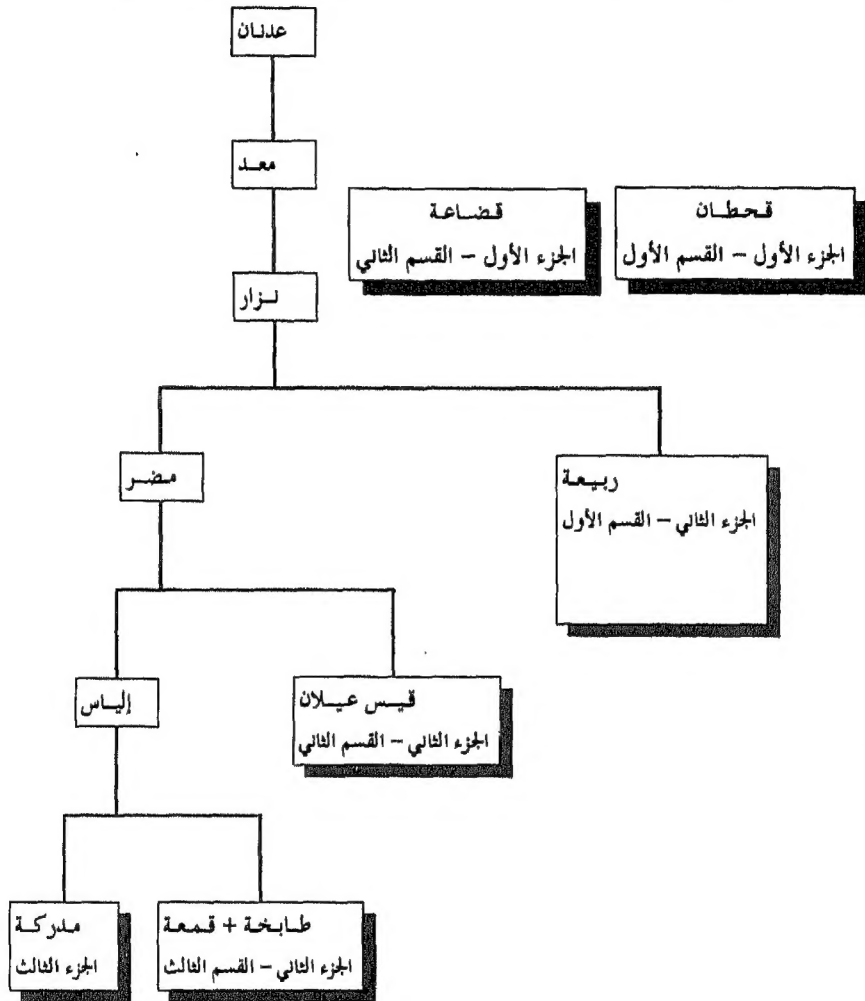 عدنان
معد
قحطان
الجزء الأول – القسم الأول
قضاعة
الجزء الأول – القسم الثاني
نزار
مضر
ربيعة
الجزء الثاني – القسم الأول
إلياس
قيس عيلان
الجزء الثاني – القسم الثاني
طابخة + قمعة
الجزء الثاني – القسم الثالث
مدركة
الجزء الثالث